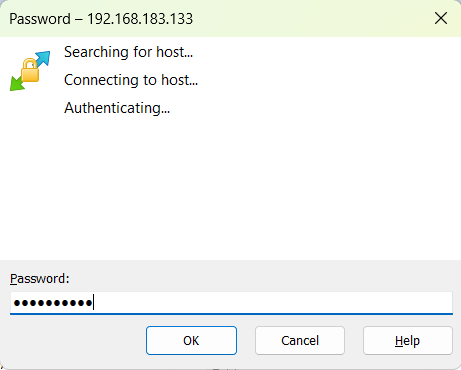 Password – 192.168.183.133
Searching for host...
Connecting to host...
Authenticating...
Password:
●●●●●●●●●●
OK
Cancel
Help